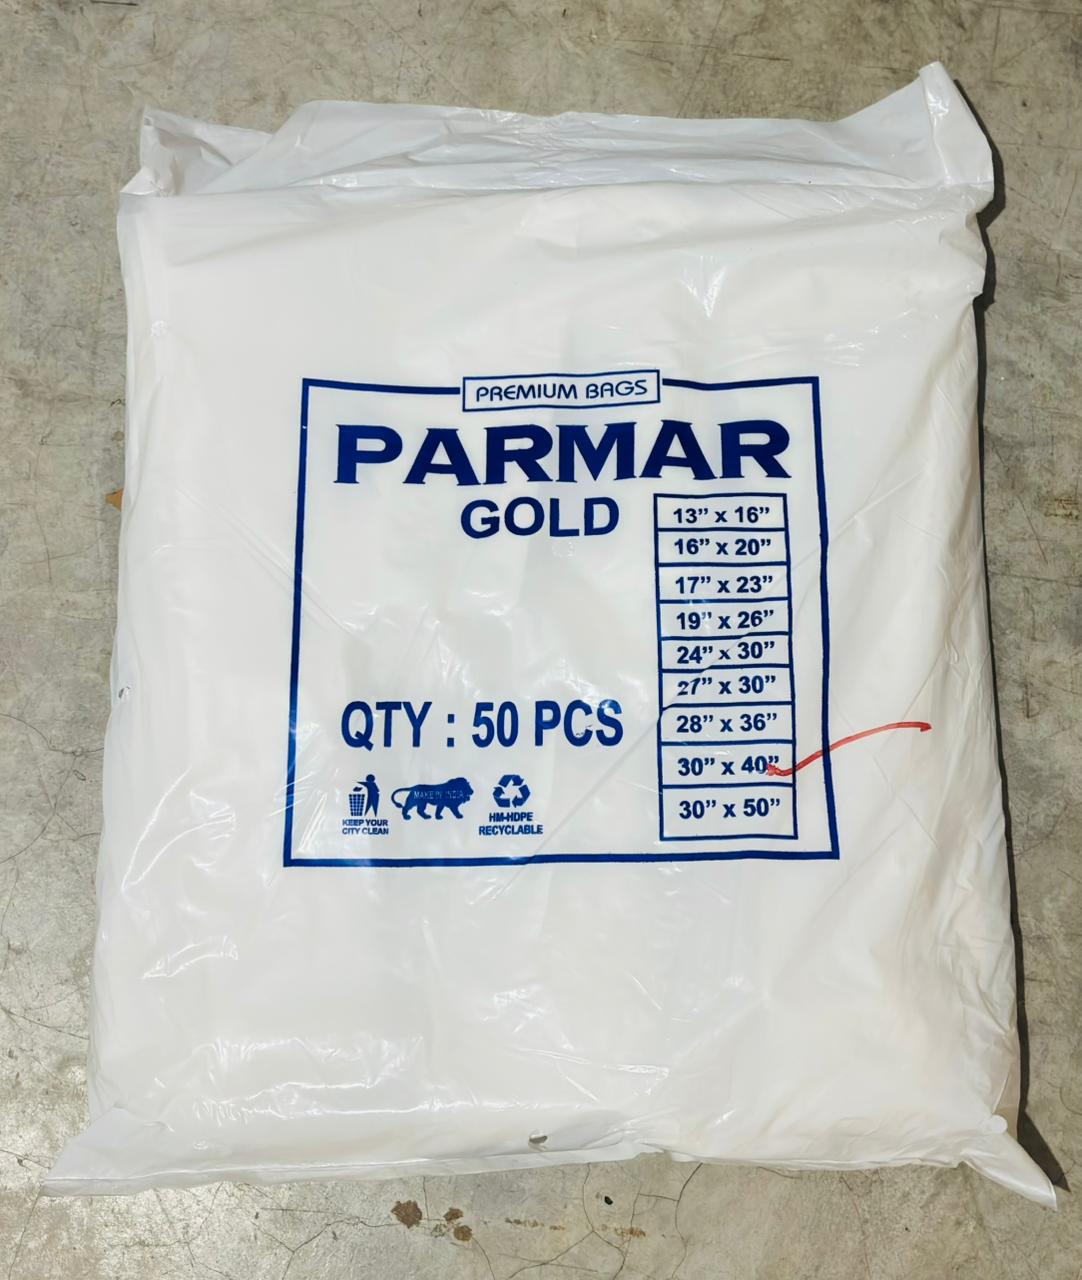 PREMIUM BAGS
PARMAR
GOLD
13” x 16”
16” x 20”
17” x 23”
19” x 26”
24” x 30”
27” x 30”
28” x 36”
30” x 40”
30” x 50”
QTY : 50 PCS
KEEP YOUR
CITY CLEAN
MAKE IN INDIA
HM-HDPE
RECYCLABLE